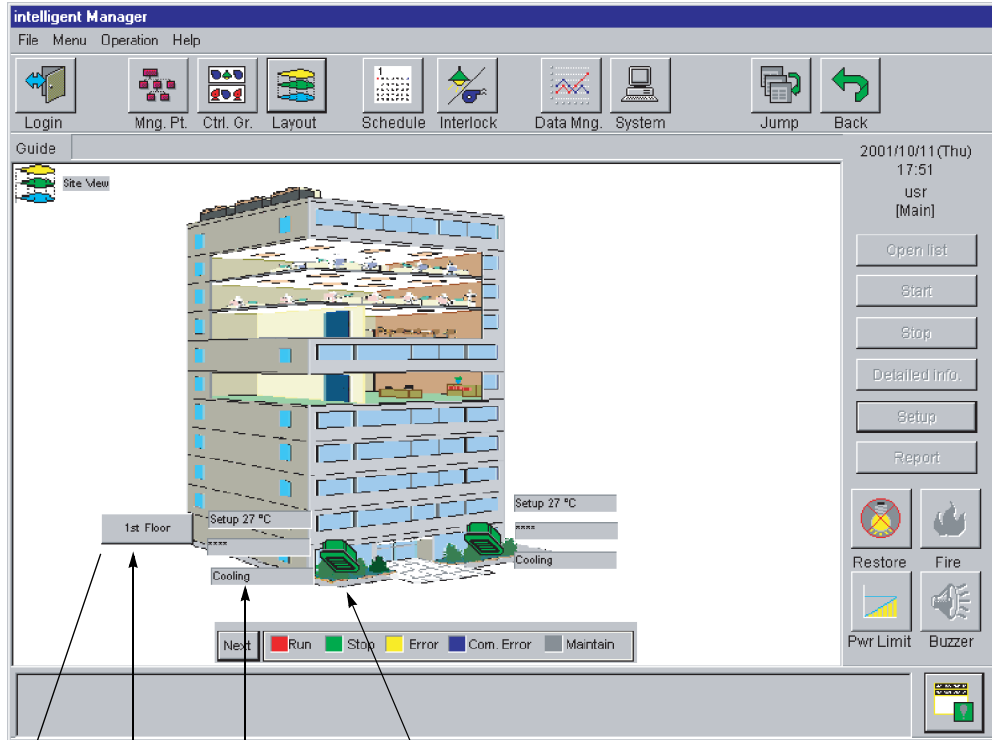 intelligent Manager
File Menu Operation Help
Login Mng. Pt. Ctrl. Gr. Layout Schedule Interlock Data Mng. System Jump Back
Guide
2001/10/11(Thu)
17:51
usr
[Main]
Site View
Open list
Start
Stop
Detailed info.
Setup
Report
Setup 27 °C
Setup 27 °C
1st Floor
****
****
Cooling
Cooling
Restore Fire
Pwr Limit Buzzer
Next Run Stop Error Com. Error Maintain